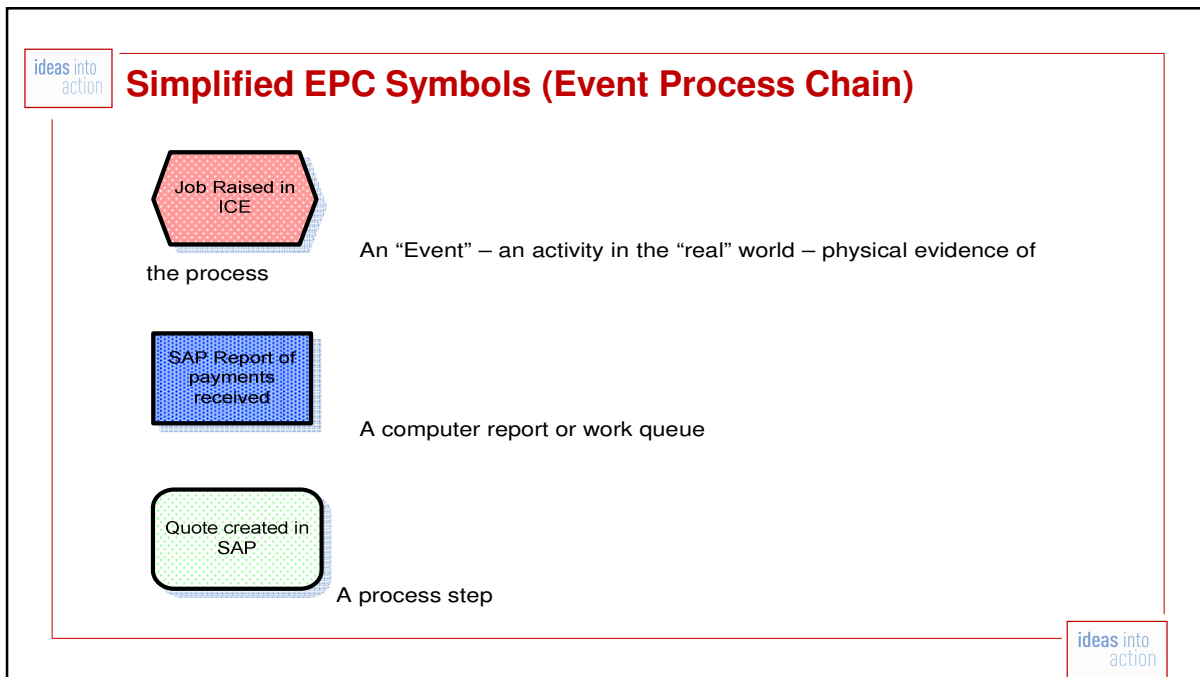 ideas into
action
Simplified EPC Symbols (Event Process Chain)
Job Raised in
ICE
An “Event” – an activity in the “real” world – physical evidence of
the process
SAP Report of
payments
received
A computer report or work queue
Quote created in
SAP
A process step
ideas into
action